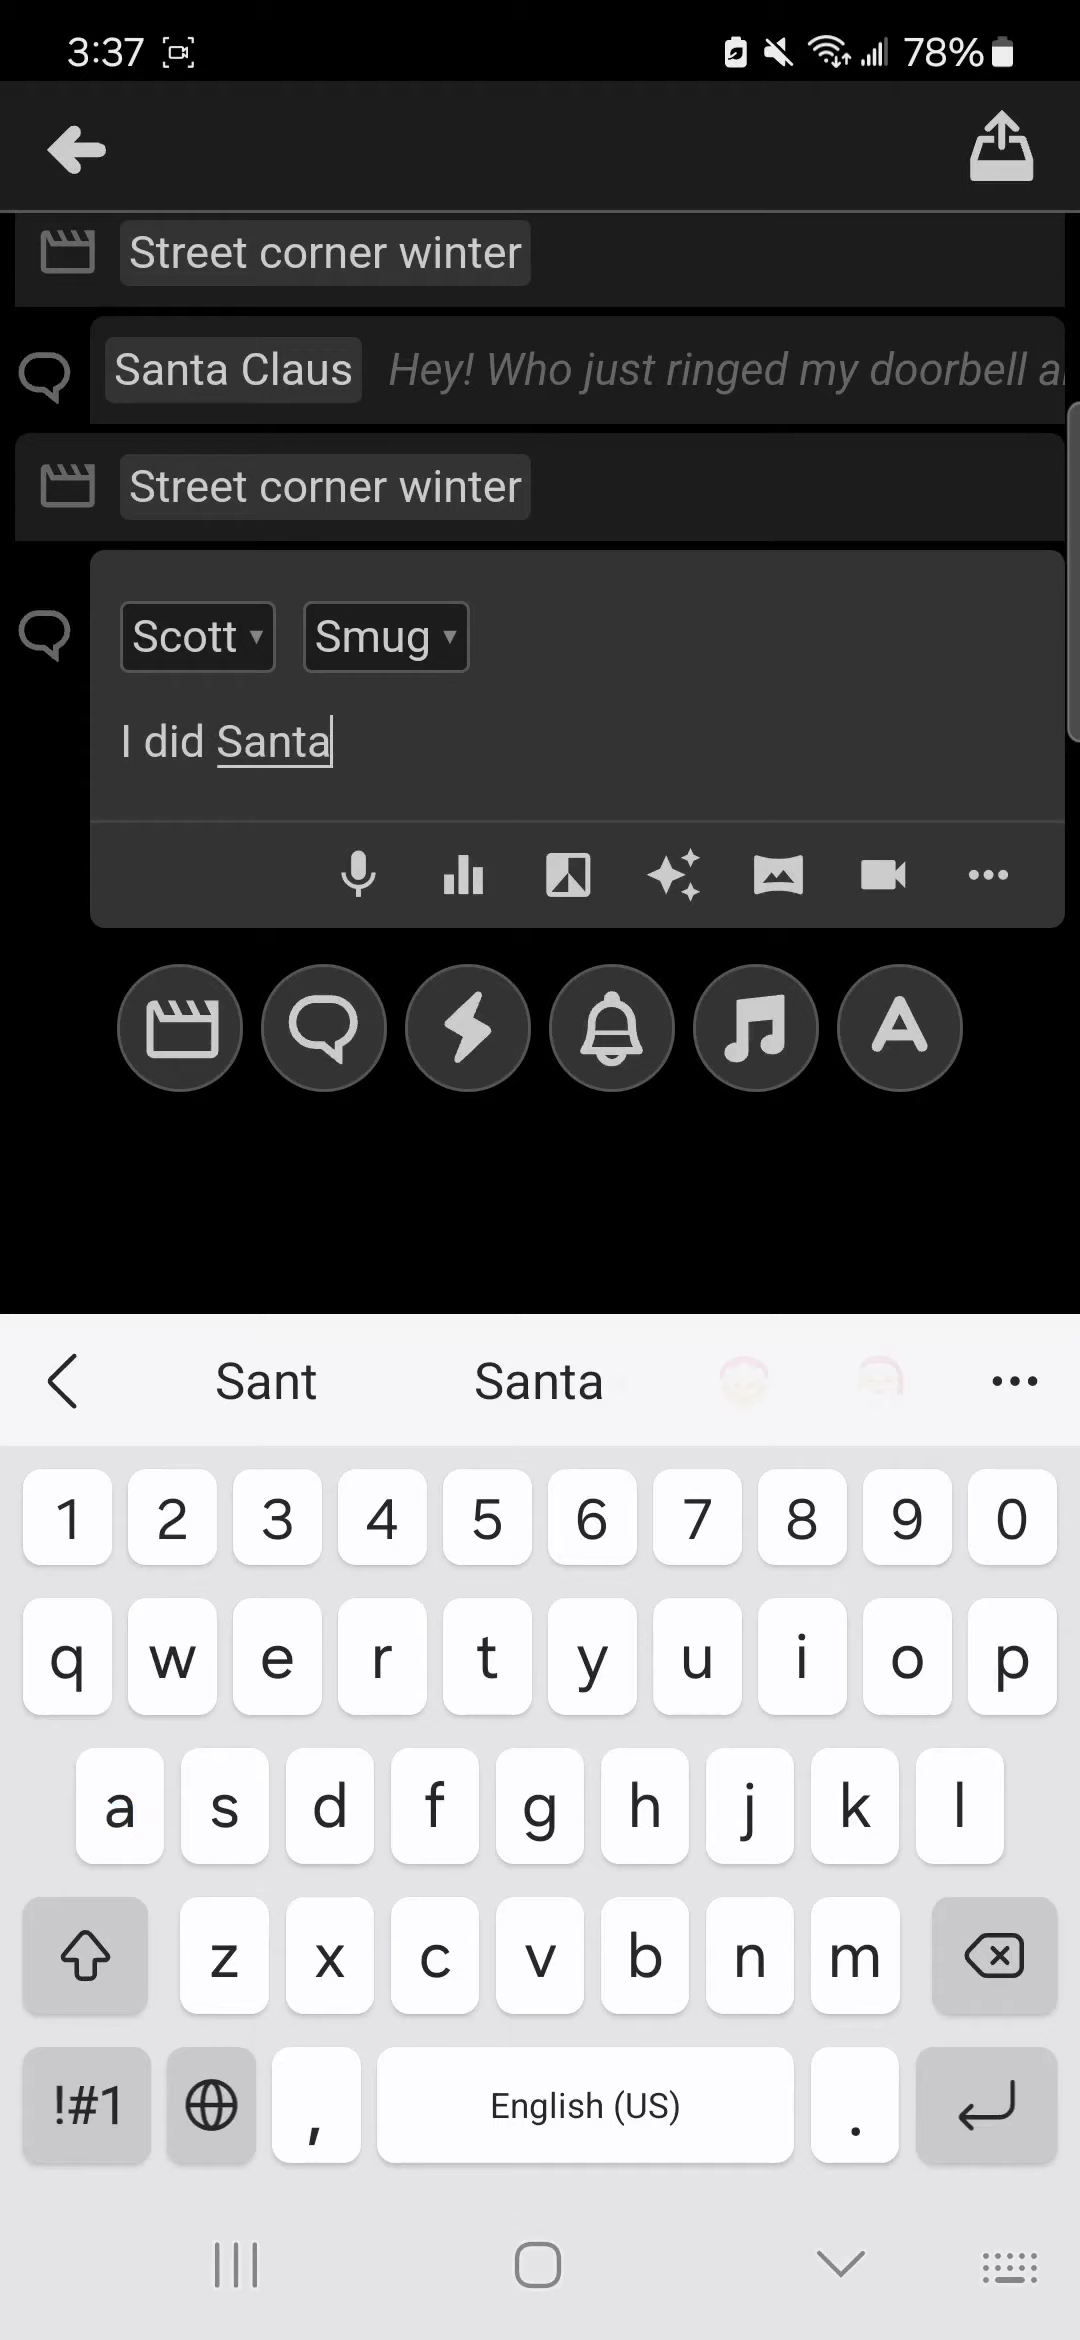 3:37 78%
Street corner winter
Santa Claus Hey! Who just ringed my doorbell a
Street corner winter
Scott Smug
I did Santa
Sant Santa
1 2 3 4 5 6 7 8 9 0
q w e r t y u i o p
a s d f g h j k l
z x c v b n m
!#1 , English (US) .